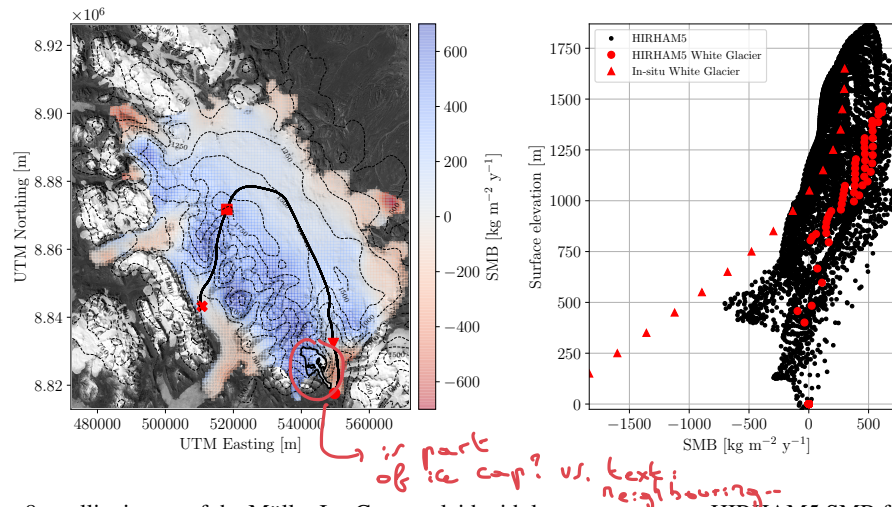 ×10⁶
8.92
8.90
8.88
8.86
8.84
8.82
UTM Northing [m]
480000 500000 520000 540000 560000
UTM Easting [m]
1250
1250
600
400
200
0
−200
−400
−600
SMB [kg m⁻² y⁻¹]
HIRHAM5
HIRHAM5 White Glacier
In-situ White Glacier
1750
1500
1250
1000
750
500
250
0
Surface elevation [m]
−1500 −1000 −500 0 500
SMB [kg m⁻² y⁻¹]
is part
of ice cap? vs. text:
neighbouring--